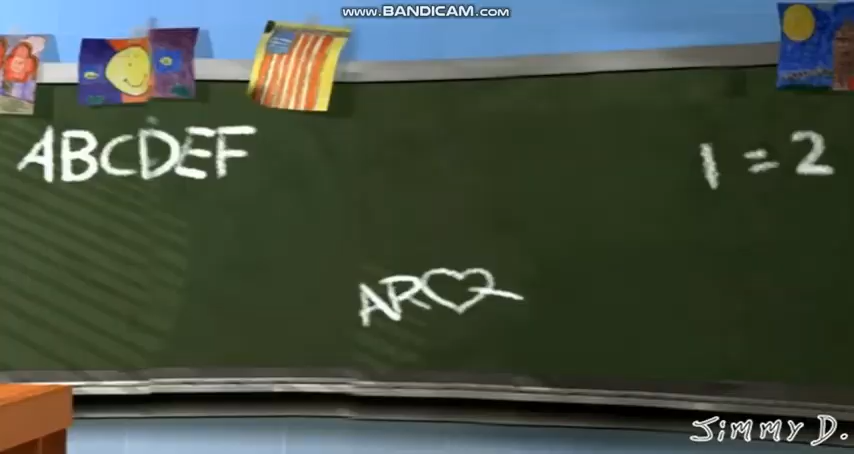 WWW.BANDICAM.COM
ABCDEF
1 = 2
AR
JIMMY D.